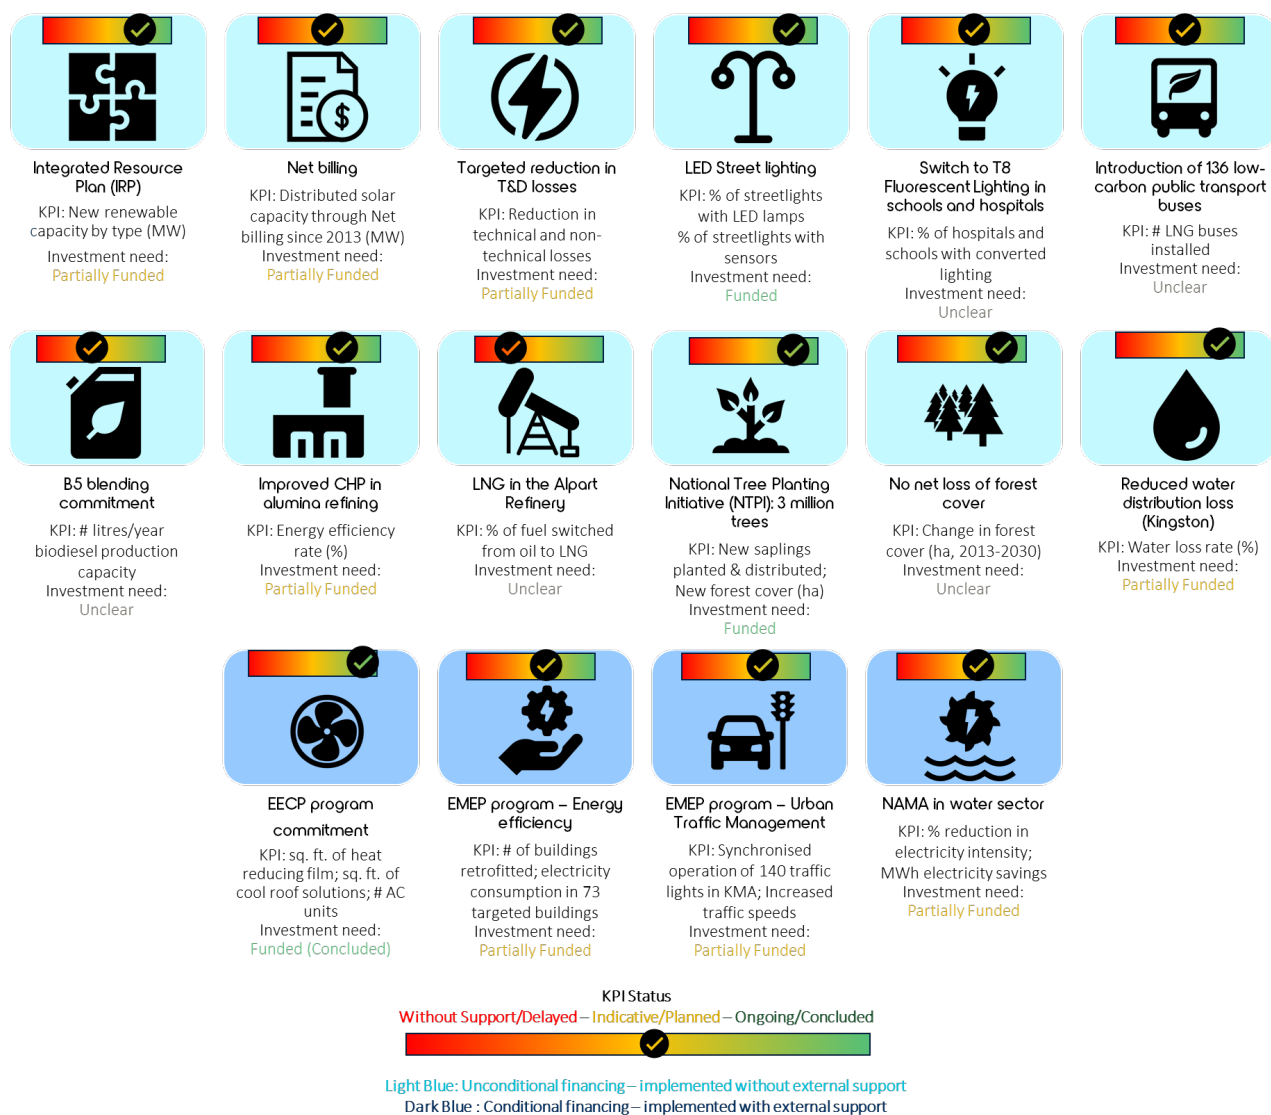 Integrated Resource
Plan (IRP)
KPI: New renewable
capacity by type (MW)
Investment need:
Partially Funded
Net billing
KPI: Distributed solar
capacity through Net
billing since 2013 (MW)
Investment need:
Partially Funded
Targeted reduction in
T&D losses
KPI: Reduction in
technical and non-
technical losses
Investment need:
Partially Funded
LED Street lighting
KPI: % of streetlights
with LED lamps
% of streetlights with
sensors
Investment need:
Funded
Switch to T8
Fluorescent Lighting in
schools and hospitals
KPI: % of hospitals and
schools with converted
lighting
Investment need:
Unclear
Introduction of 136 low-
carbon public transport
buses
KPI: # LNG buses
installed
Investment need:
Unclear
B5 blending
commitment
KPI: # litres/year
biodiesel production
capacity
Investment need:
Unclear
Improved CHP in
alumina refining
KPI: Energy efficiency
rate (%)
Investment need:
Partially Funded
LNG in the Alpart
Refinery
KPI: % of fuel switched
from oil to LNG
Investment need:
Unclear
National Tree Planting
Initiative (NTPI): 3 million
trees
KPI: New saplings
planted & distributed;
New forest cover (ha)
Investment need:
Funded
No net loss of forest
cover
KPI: Change in forest
cover (ha, 2013-2030)
Investment need:
Unclear
Reduced water
distribution loss
(Kingston)
KPI: Water loss rate (%)
Investment need:
Partially Funded
EECP program
commitment
KPI: sq. ft. of heat
reducing film; sq. ft. of
cool roof solutions; # AC
units
Investment need:
Funded (Concluded)
EMEP program – Energy
efficiency
KPI: # of buildings
retrofitted; electricity
consumption in 73
targeted buildings
Investment need:
Partially Funded
EMEP program – Urban
Traffic Management
KPI: Synchronised
operation of 140 traffic
lights in KMA; Increased
traffic speeds
Investment need:
Partially Funded
NAMA in water sector
KPI: % reduction in
electricity intensity;
MWh electricity savings
Investment need:
Partially Funded
KPI Status
Without Support/Delayed – Indicative/Planned – Ongoing/Concluded
Light Blue: Unconditional financing – implemented without external support
Dark Blue : Conditional financing – implemented with external support